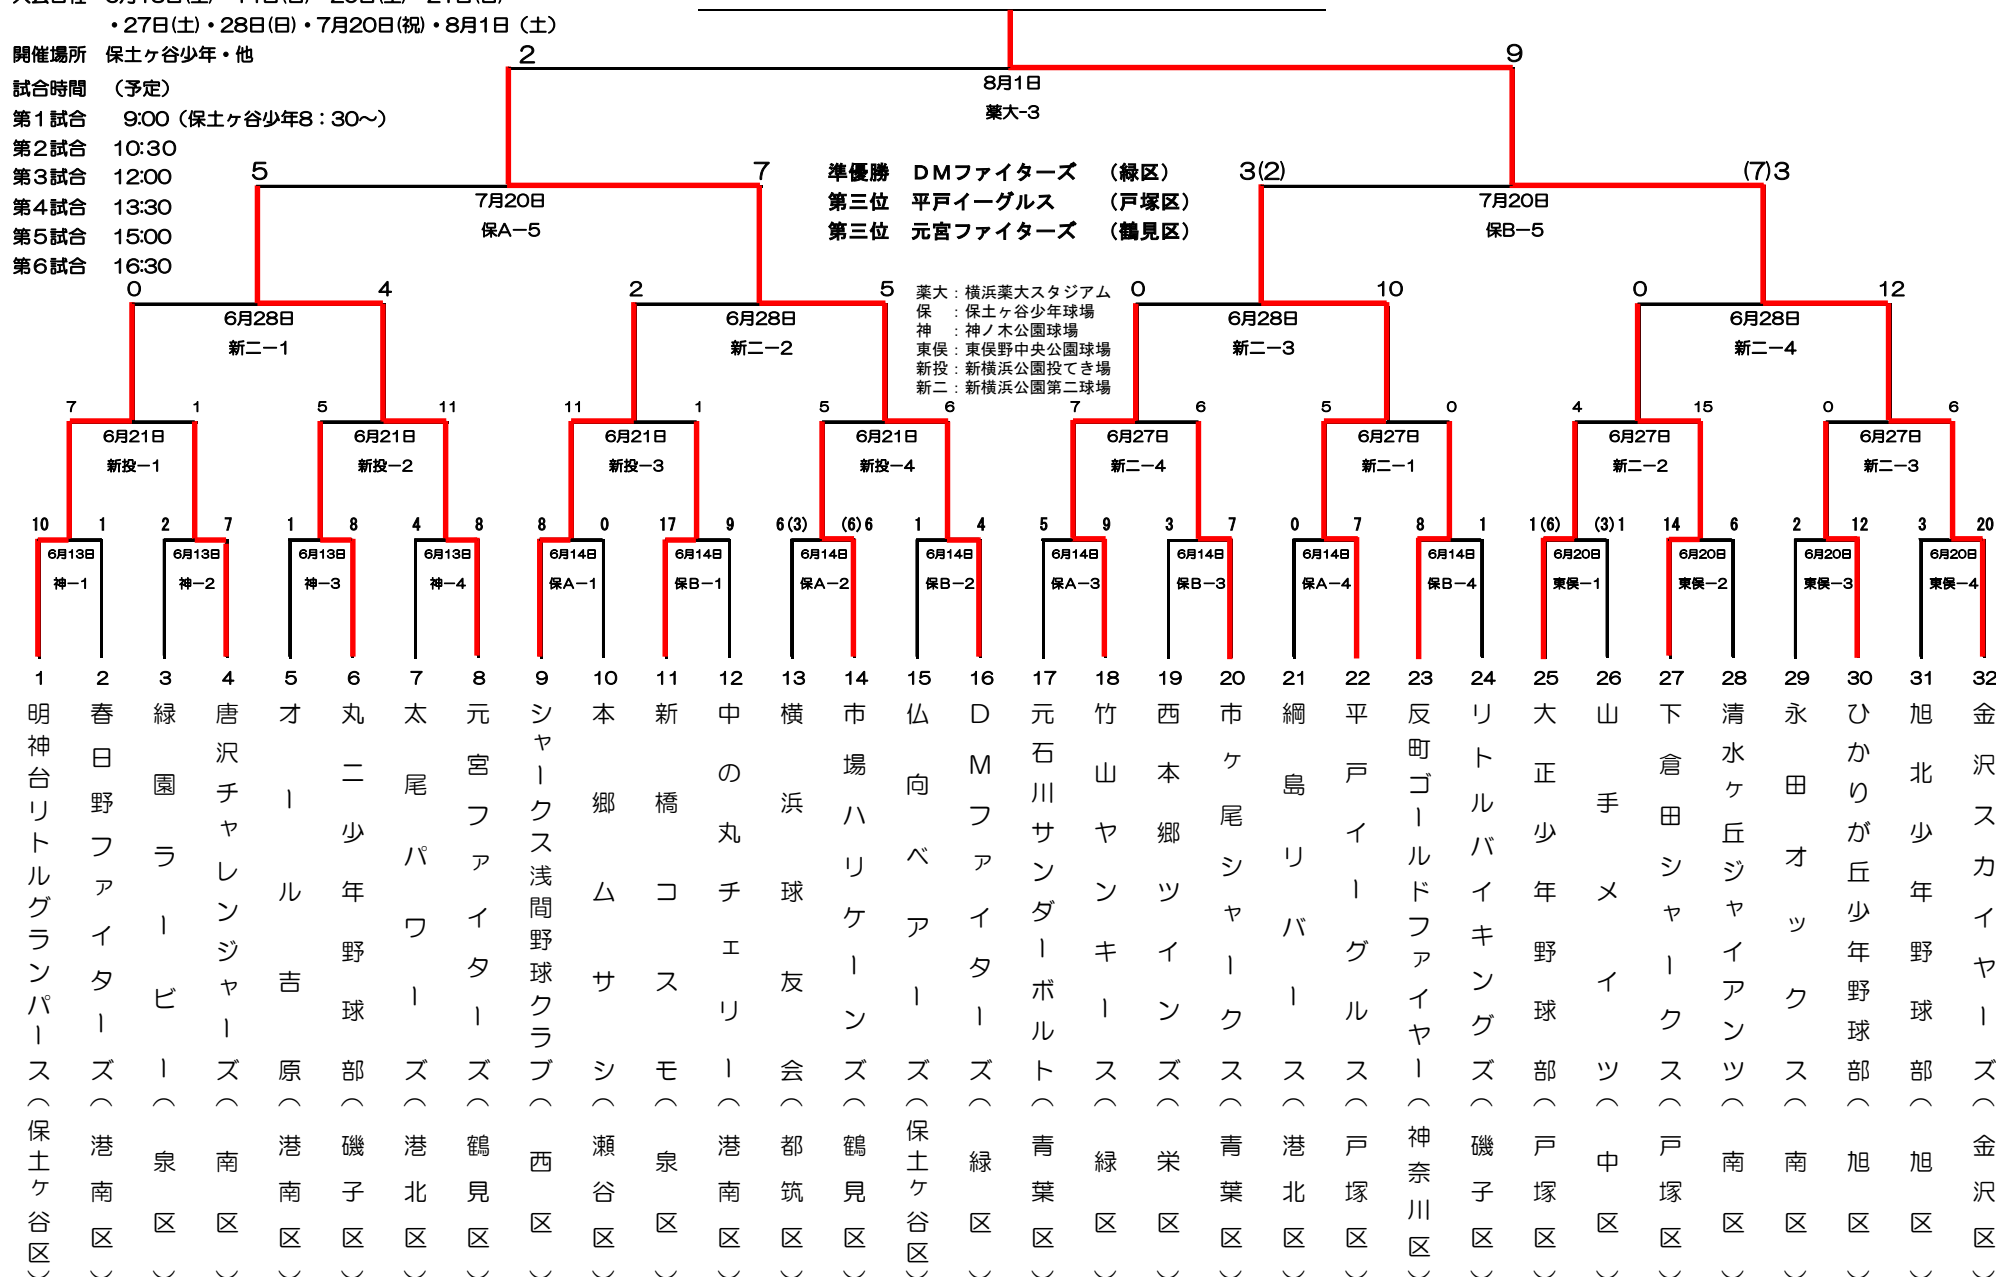 ・27日(土)・28日(日)・7月20日(祝)・8月1日（土）
開催場所 保土ヶ谷少年・他
試合時間 （予定）
第1試合 9:00（保土ヶ谷少年8：30～）
第2試合 10:30
第3試合 12:00
第4試合 13:30
第5試合 15:00
第6試合 16:30
2 9
8月1日
薬大-3
準優勝 ＤＭファイターズ （緑区）
第三位 平戸イーグルス （戸塚区）
第三位 元宮ファイターズ （鶴見区）
5 7 3(2) (7)3
7月20日 7月20日
保A－5 保B－5
薬大：横浜薬大スタジアム
保 ：保土ヶ谷少年球場
神 ：神ノ木公園球場
東俣：東俣野中央公園球場
新投：新横浜公園投てき場
新二：新横浜公園第二球場
0 4 2 5 0 10 0 12
6月28日 6月28日 6月28日 6月28日
新二－1 新二－2 新二－3 新二－4
7 1 5 11 11 1 5 6 7 6 5 0 4 15 0 6
6月21日 6月21日 6月21日 6月21日 6月27日 6月27日 6月27日 6月27日
新投－1 新投－2 新投－3 新投－4 新二－4 新二－1 新二－2 新二－3
10 1 2 7 1 8 4 8 8 0 17 9 6(3) (6)6 1 4 5 9 3 7 0 7 8 1 1(6) (3)1 14 6 2 12 3 20
6月13日 6月13日 6月13日 6月13日 6月14日 6月14日 6月14日 6月14日 6月14日 6月14日 6月14日 6月14日 6月20日 6月20日 6月20日 6月20日
神－1 神－2 神－3 神－4 保A－1 保B－1 保A－2 保B－2 保A－3 保B－3 保A－4 保B－4 東俣－1 東俣－2 東俣－3 東俣－4
1 明神台リトルグランパース（保土ヶ谷区）
2 春日野ファイターズ（港南区）
3 緑園ラービー（泉区）
4 唐沢チャレンジャーズ（南区）
5 オール吉原（港南区）
6 丸二少年野球部（磯子区）
7 太尾パワーズ（港北区）
8 元宮ファイターズ（鶴見区）
9 シャークス浅間野球クラブ（西区）
10 本郷ムサシ（瀬谷区）
11 新橋コスモ（泉区）
12 中の丸チェリー（港南区）
13 横浜球友会（都筑区）
14 市場ハリケーンズ（鶴見区）
15 仏向ベアーズ（保土ヶ谷区）
16 DMファイターズ（緑区）
17 元石川サンダーボルト（青葉区）
18 竹山ヤンキース（緑区）
19 西本郷ツインズ（栄区）
20 市ヶ尾シャークス（青葉区）
21 綱島リバース（港北区）
22 平戸イーグルス（戸塚区）
23 反町ゴールドファイヤー（神奈川区）
24 リトルバイキングズ（磯子区）
25 大正少年野球部（戸塚区）
26 山手メイツ（中区）
27 下倉田シャークス（戸塚区）
28 清水ヶ丘ジャイアンツ（南区）
29 永田オックス（南区）
30 ひかりが丘少年野球部（旭区）
31 旭北少年野球部（旭区）
32 金沢スカイヤーズ（金沢区）